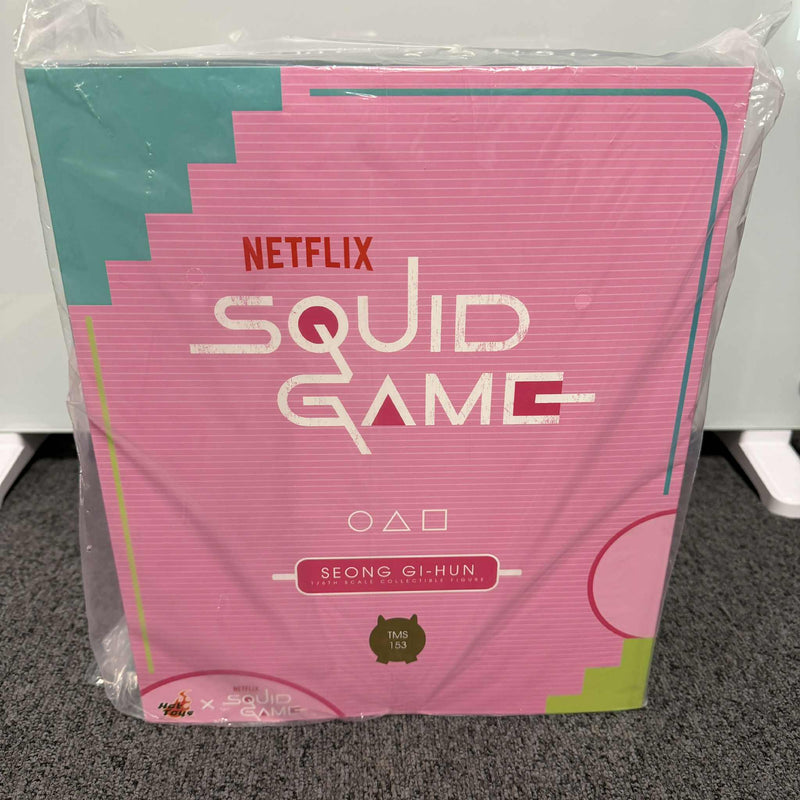 NETFLIX
SQUID
GAME
SEONG GI-HUN
1/6TH SCALE COLLECTIBLE FIGURE
TMS
153
Hot
Toys
X
NETFLIX
SQUID
GAME